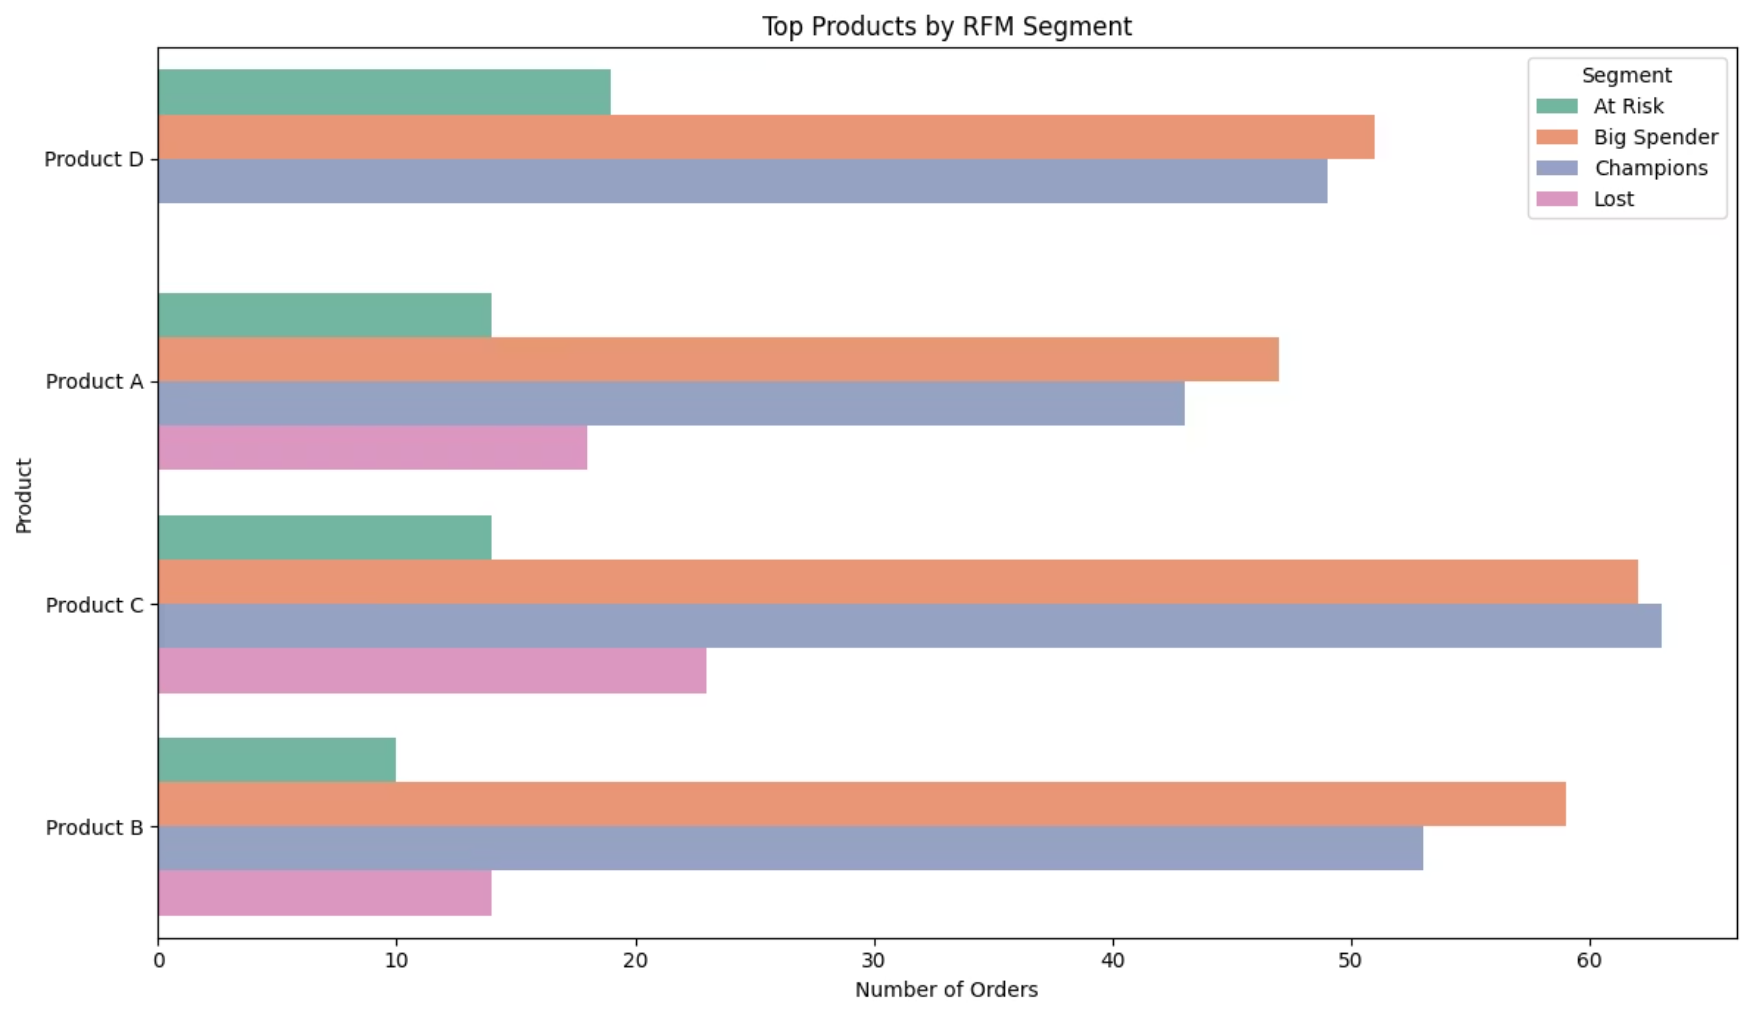 Top Products by RFM Segment
Segment
At Risk
Big Spender
Champions
Lost
Product D
Product A
Product C
Product B
Product
0 10 20 30 40 50 60
Number of Orders